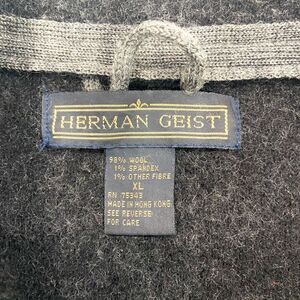 HERMAN GEIST
98% WOOL
1% SPANDEX
1% OTHER FIBRE
XL
RN 75343
MADE IN HONG KONG
SEE REVERSE
FOR CARE